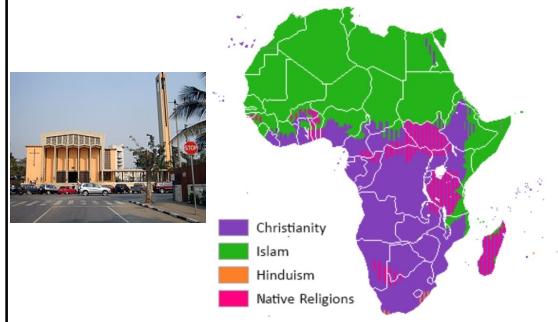 STOP
Christianity
Islam
Hinduism
Native Religions